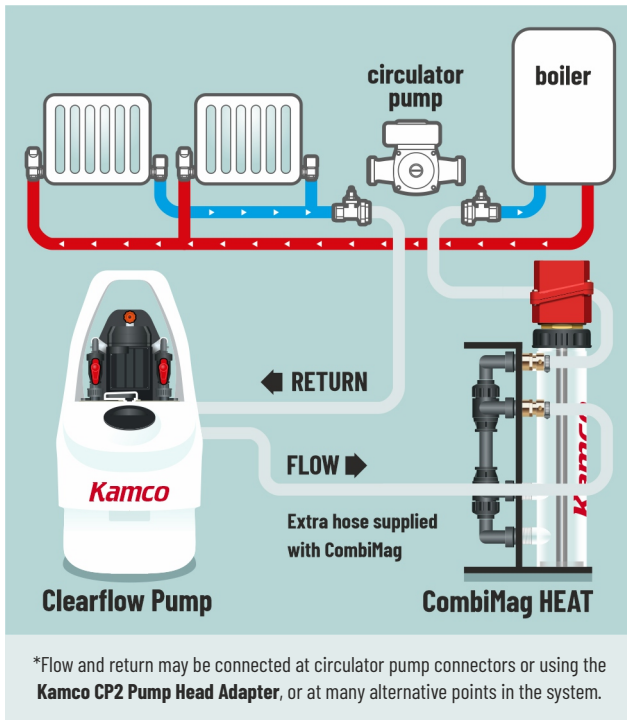 circulator
pump
boiler
RETURN
FLOW
Kamco
Kamco
Extra hose supplied
with CombiMag
Clearflow Pump
CombiMag HEAT
*Flow and return may be connected at circulator pump connectors or using the
Kamco CP2 Pump Head Adapter, or at many alternative points in the system.